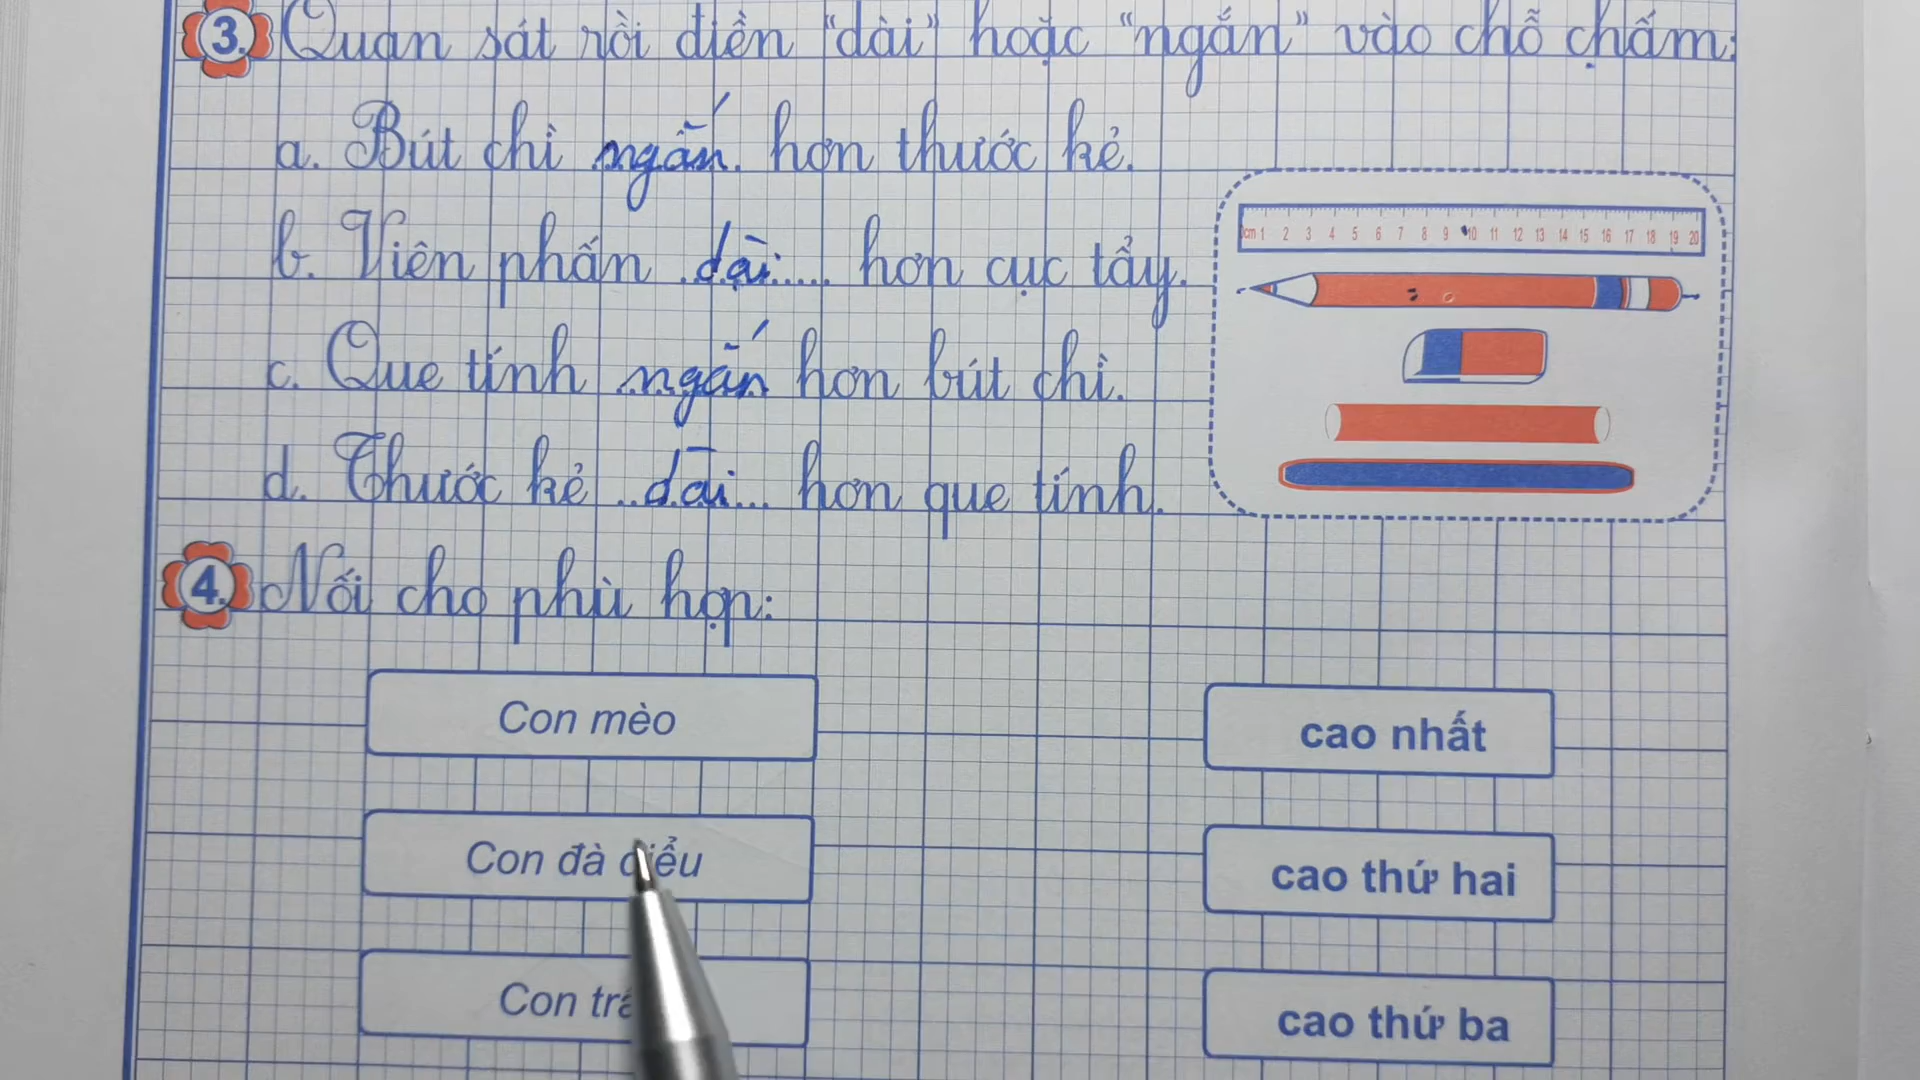 3. Quan sát rồi điền "dài" hoặc "ngắn" vào chỗ chấm:
a. Bút chì ngắn hơn thước kẻ.
b. Viên phấn dài hơn cục tẩy.
c. Que tính ngắn hơn bút chì.
d. Thước kẻ dài hơn que tính.
0cm 1 2 3 4 5 6 7 8 9 10 11 12 13 14 15 16 17 18 19 20
4. Nối cho phù hợp:
Con mèo
cao nhất
Con đà điểu
cao thứ hai
Con
cao thứ ba